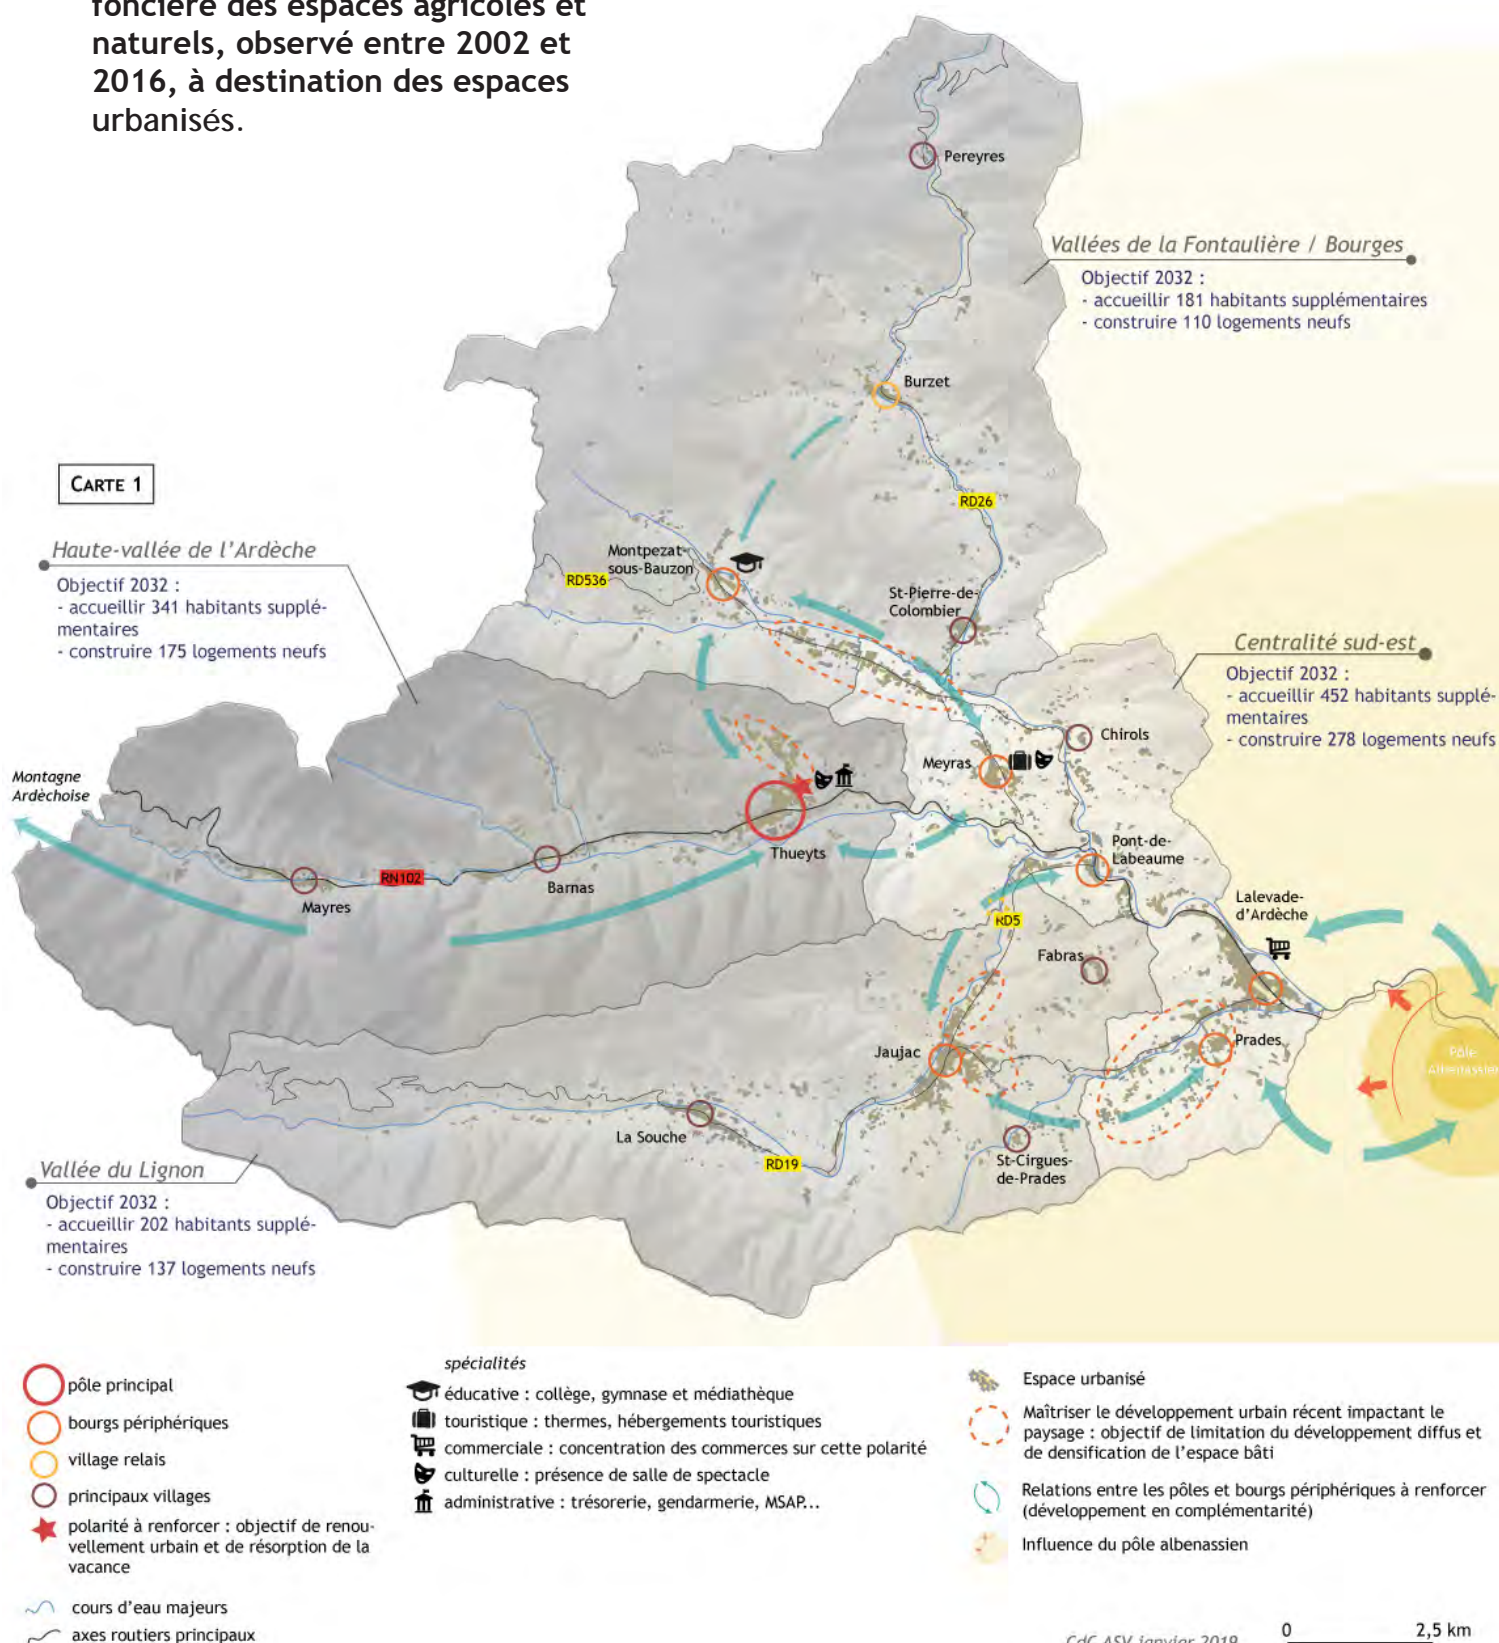 foncière des espaces agricoles et
naturels, observé entre 2002 et
2016, à destination des espaces
urbanisés.
Pereyres
Vallées de la Fontaulière / Bourges
Objectif 2032 :
- accueillir 181 habitants supplémentaires
- construire 110 logements neufs
Burzet
CARTE 1
RD26
Haute-vallée de l'Ardèche
Objectif 2032 :
- accueillir 341 habitants supplé-
mentaires
- construire 175 logements neufs
Montpezat-
sous-Bauzon
RD536
St-Pierre-de-
Colombier
Centralité sud-est
Objectif 2032 :
- accueillir 452 habitants supplé-
mentaires
- construire 278 logements neufs
Chirols
Meyras
Montagne
Ardèchoise
Thueyts
Pont-de-
Labeaume
Barnas
RN102
Mayres
Lalevade-
d'Ardèche
RD5
Fabras
Jaujac
Prades
Pôle
Albenassien
La Souche
RD19
St-Cirgues-
de-Prades
Vallée du Lignon
Objectif 2032 :
- accueillir 202 habitants supplé-
mentaires
- construire 137 logements neufs
pôle principal
bourgs périphériques
village relais
principaux villages
polarité à renforcer : objectif de renou-
vellement urbain et de résorption de la
vacance
cours d'eau majeurs
axes routiers principaux
spécialités
éducative : collège, gymnase et médiathèque
touristique : thermes, hébergements touristiques
commerciale : concentration des commerces sur cette polarité
culturelle : présence de salle de spectacle
administrative : trésorerie, gendarmerie, MSAP...
Espace urbanisé
Maîtriser le développement urbain récent impactant le
paysage : objectif de limitation du développement diffus et
de densification de l'espace bâti
Relations entre les pôles et bourgs périphériques à renforcer
(développement en complémentarité)
Influence du pôle albenassien
CdC ASV janvier 2019
0 2,5 km